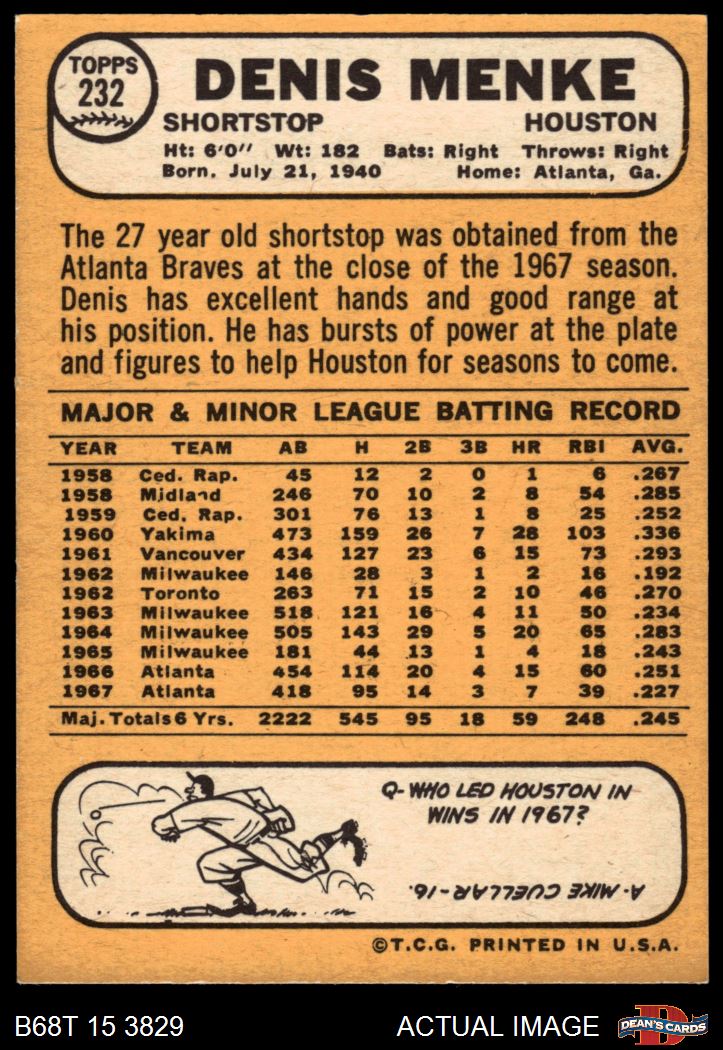 TOPPS
232
DENIS MENKE
SHORTSTOP HOUSTON
Ht: 6'0" Wt: 182 Bats: Right Throws: Right
Born. July 21, 1940 Home: Atlanta, Ga.
The 27 year old shortstop was obtained from the
Atlanta Braves at the close of the 1967 season.
Denis has excellent hands and good range at
his position. He has bursts of power at the plate
and figures to help Houston for seasons to come.
MAJOR & MINOR LEAGUE BATTING RECORD
YEAR TEAM AB H 2B 3B HR RBI AVG.
1958 Ced. Rap. 45 12 2 0 1 6 .267
1958 Midland 246 70 10 2 8 54 .285
1959 Ced. Rap. 301 76 13 1 8 25 .252
1960 Yakima 473 159 26 7 28 103 .336
1961 Vancouver 434 127 23 6 15 73 .293
1962 Milwaukee 146 28 3 1 2 16 .192
1962 Toronto 263 71 15 2 10 46 .270
1963 Milwaukee 518 121 16 4 11 50 .234
1964 Milwaukee 505 143 29 5 20 65 .283
1965 Milwaukee 181 44 13 1 4 18 .243
1966 Atlanta 454 114 20 4 15 60 .251
1967 Atlanta 418 95 14 3 7 39 .227
Maj. Totals 6 Yrs. 2222 545 95 18 59 248 .245
Q- WHO LED HOUSTON IN
WINS IN 1967?
A- MIKE CUELLAR-16.
©T.C.G. PRINTED IN U.S.A.
B68T 15 3829 ACTUAL IMAGE D DEAN'S CARDS